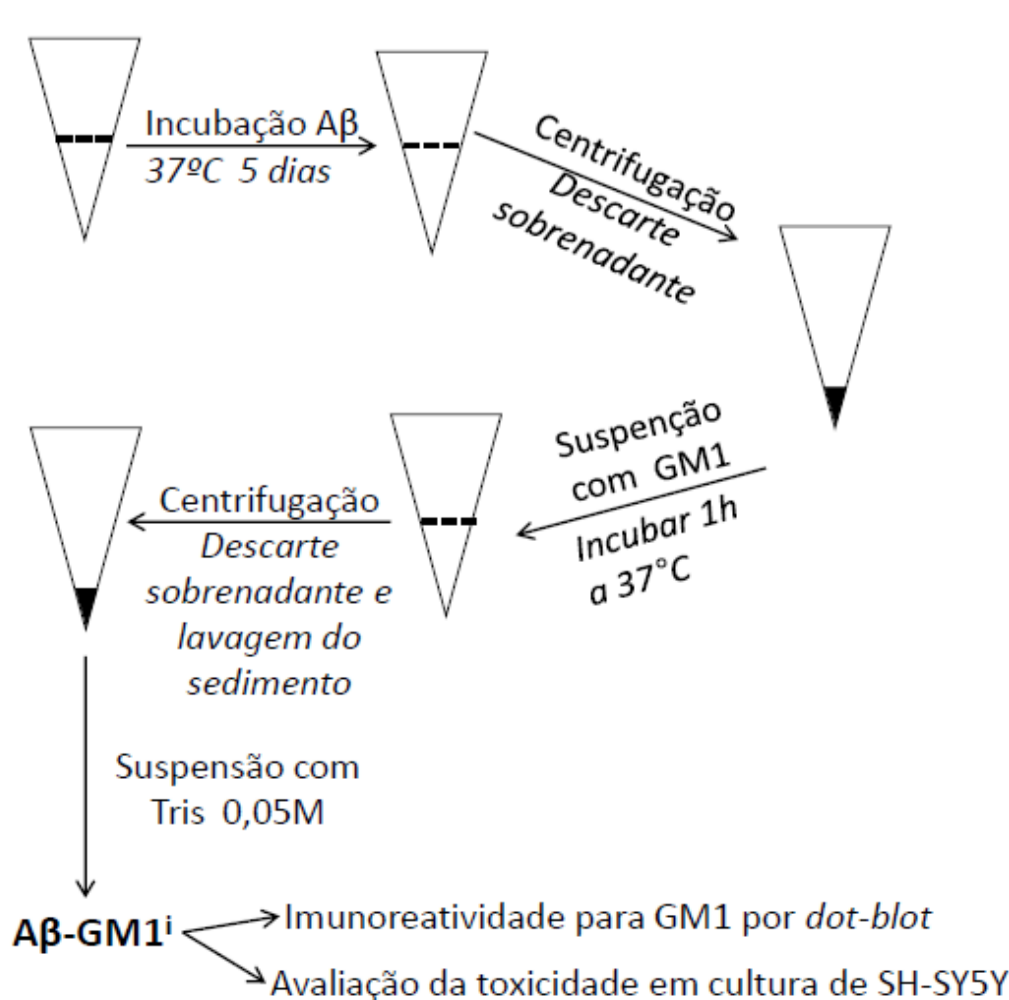 Incubação Aβ
37ºC 5 dias
Centrifugação
Descarte
sobrenadante
Suspenção
com GM1
Incubar 1h
a 37°C
Centrifugação
Descarte
sobrenadante e
lavagem do
sedimento
Suspensão com
Tris 0,05M
Aβ-GM1ⁱ
Imunoreatividade para GM1 por dot-blot
Avaliação da toxicidade em cultura de SH-SY5Y